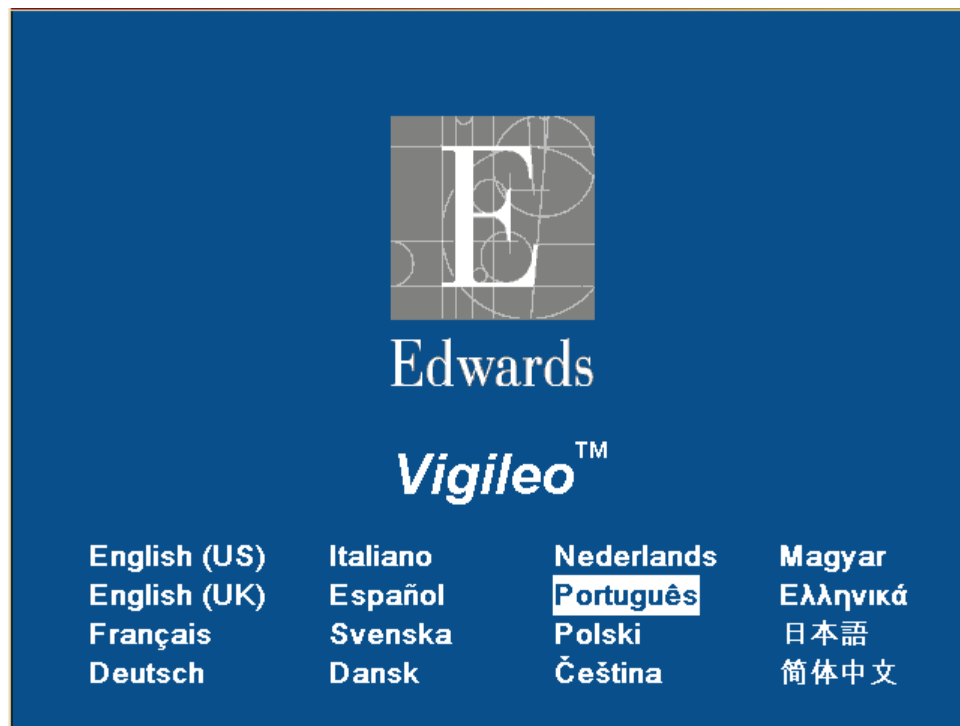 E
Edwards
Vigileo™
English (US) Italiano Nederlands Magyar
English (UK) Español Português Ελληνικά
Français Svenska Polski 日本語
Deutsch Dansk Čeština 简体中文